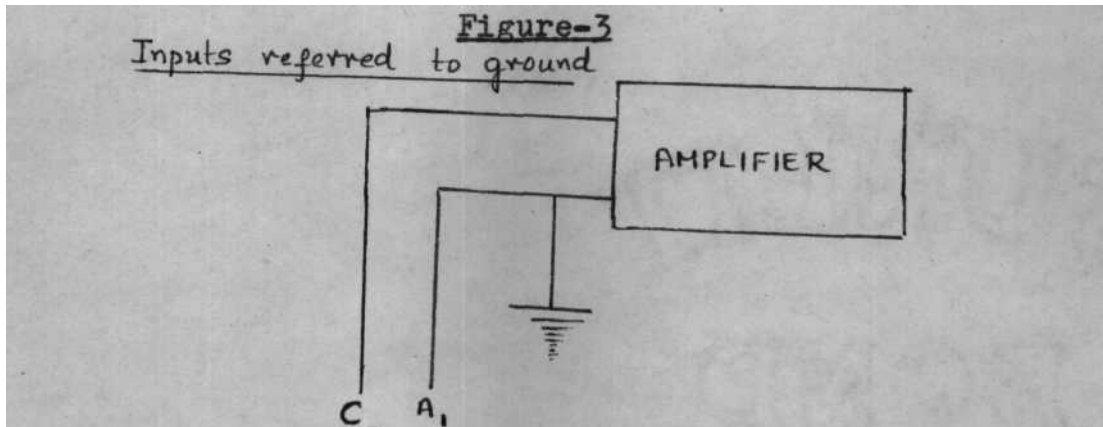 Figure-3
Inputs referred to ground
AMPLIFIER
C A₁